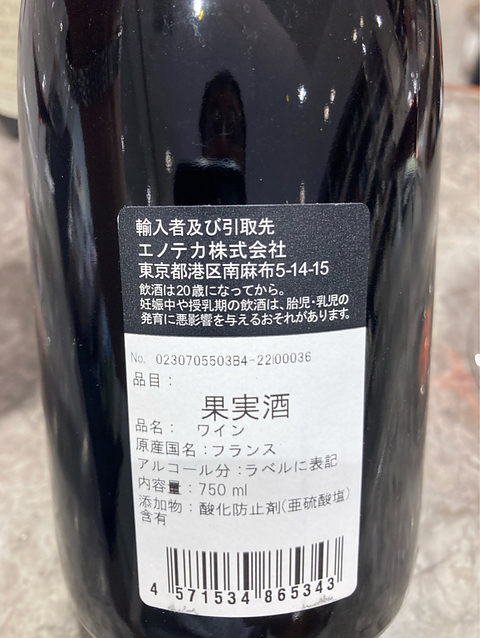 輸入者及び引取先
エノテカ株式会社
東京都港区南麻布5-14-15
飲酒は20歳になってから。
妊娠中や授乳期の飲酒は、胎児・乳児の
発育に悪影響を与えるおそれがあります。
No. 0230705503B4-22I00036
品目：
果実酒
品名： ワイン
原産国名：フランス
アルコール分：ラベルに表記
内容量：750 ml
添加物：酸化防止剤(亜硫酸塩)
含有
4 571534 865343